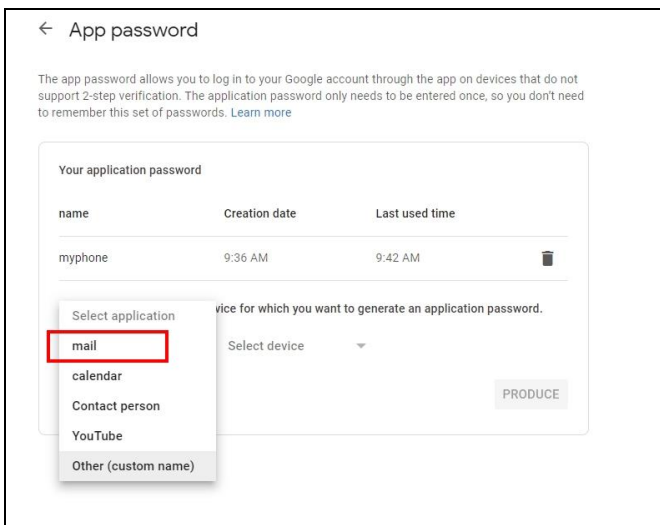 ← App password
The app password allows you to log in to your Google account through the app on devices that do not
support 2-step verification. The application password only needs to be entered once, so you don't need
to remember this set of passwords. Learn more
Your application password
name Creation date Last used time
myphone 9:36 AM 9:42 AM
vice for which you want to generate an application password.
Select application
mail
Select device
calendar
Contact person
PRODUCE
YouTube
Other (custom name)